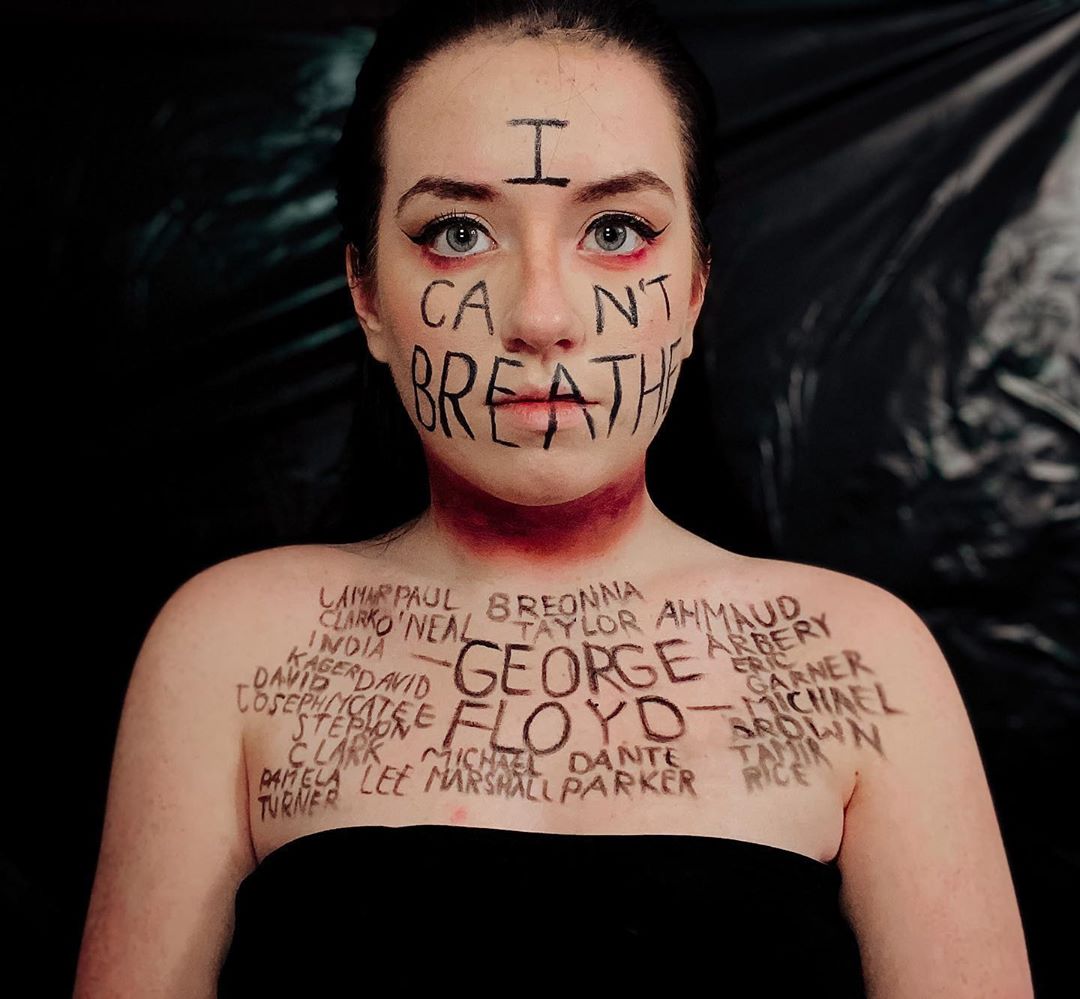 I
CAN'T
BREATHE
LAMAR
CLARK
PAUL
O'NEAL
BREONNA
TAYLOR
AHMAUD
ARBERY
INDIA
KAGER
— GEORGE
FLOYD —
ERIC
GARNER
DAVID
JOSEPH
DAVID
MCATEE
MICHAEL
BROWN
STEPHON
CLARK
MICHAEL LEE
MARSHALL
DANTE
PARKER
TAMIR
RICE
PAMELA
TURNER